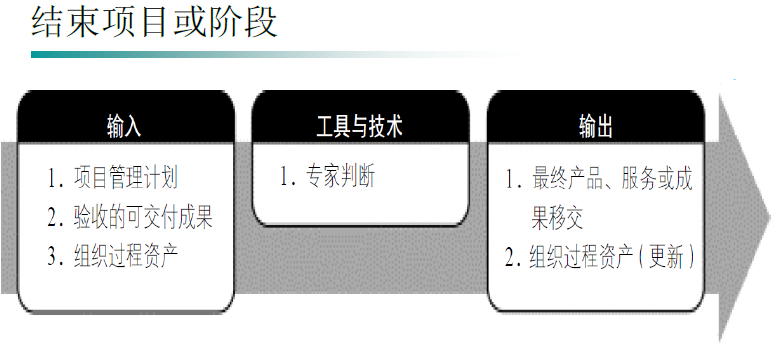 结束项目或阶段
输入
1. 项目管理计划
2. 验收的可交付成果
3. 组织过程资产
工具与技术
1. 专家判断
输出
1. 最终产品、服务或成
果移交
2. 组织过程资产(更新)